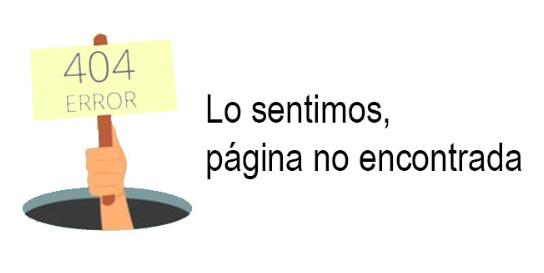 404
ERROR
Lo sentimos,
página no encontrada